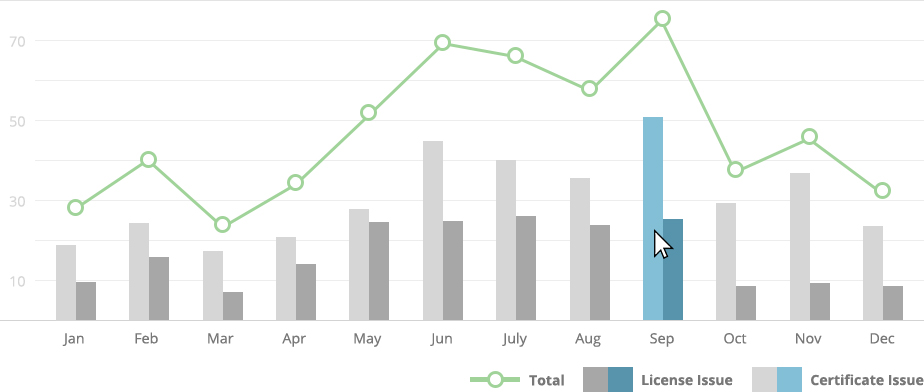 70
50
30
10
Jan Feb Mar Apr May Jun July Aug Sep Oct Nov Dec
Total License Issue Certificate Issue